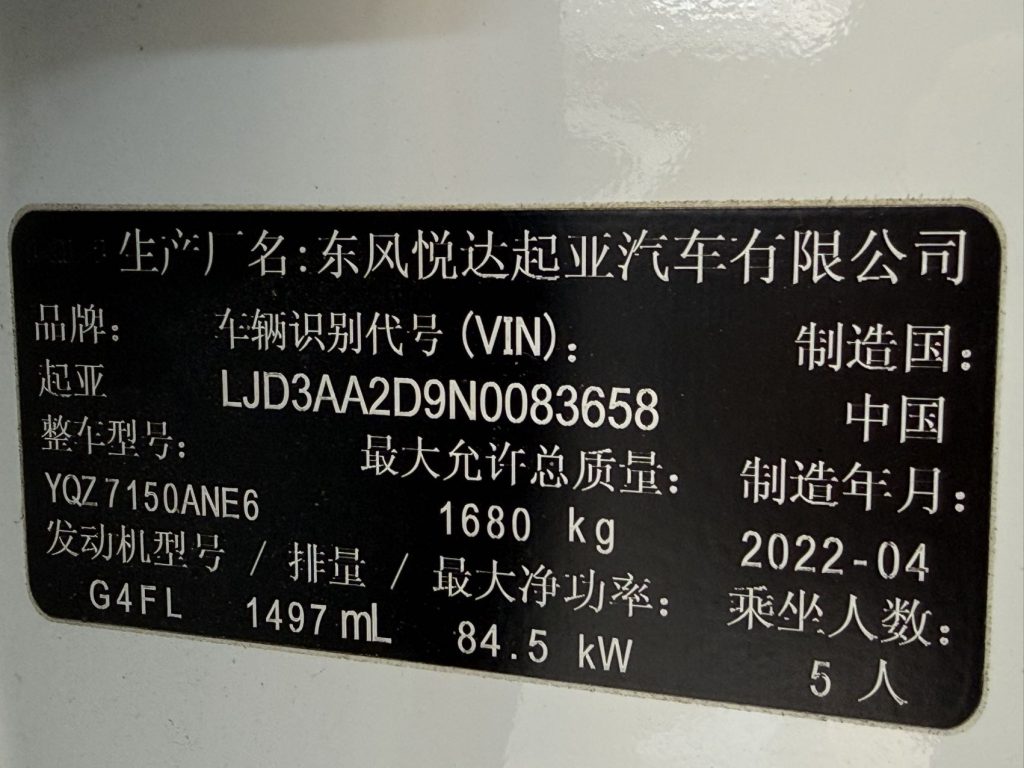 生产厂名:东风悦达起亚汽车有限公司
品牌: 车辆识别代号(VIN): 制造国:
起亚 LJD3AA2D9N0083658 中国
整车型号: 最大允许总质量: 制造年月:
YQZ7150ANE6 1680 kg 2022-04
发动机型号 / 排量 / 最大净功率: 乘坐人数:
G4FL 1497 mL 84.5 kW 5 人